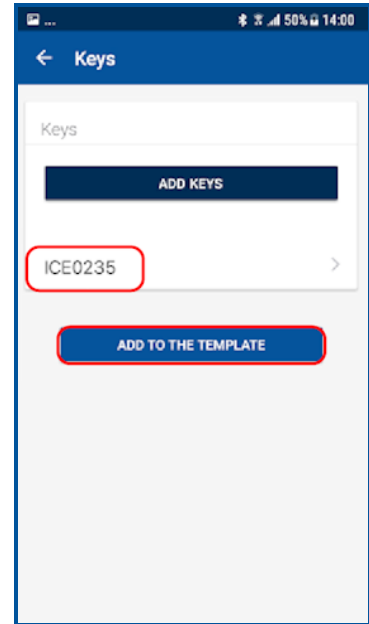 ... 50% 14:00
Keys
Keys
ADD KEYS
ICE0235
ADD TO THE TEMPLATE